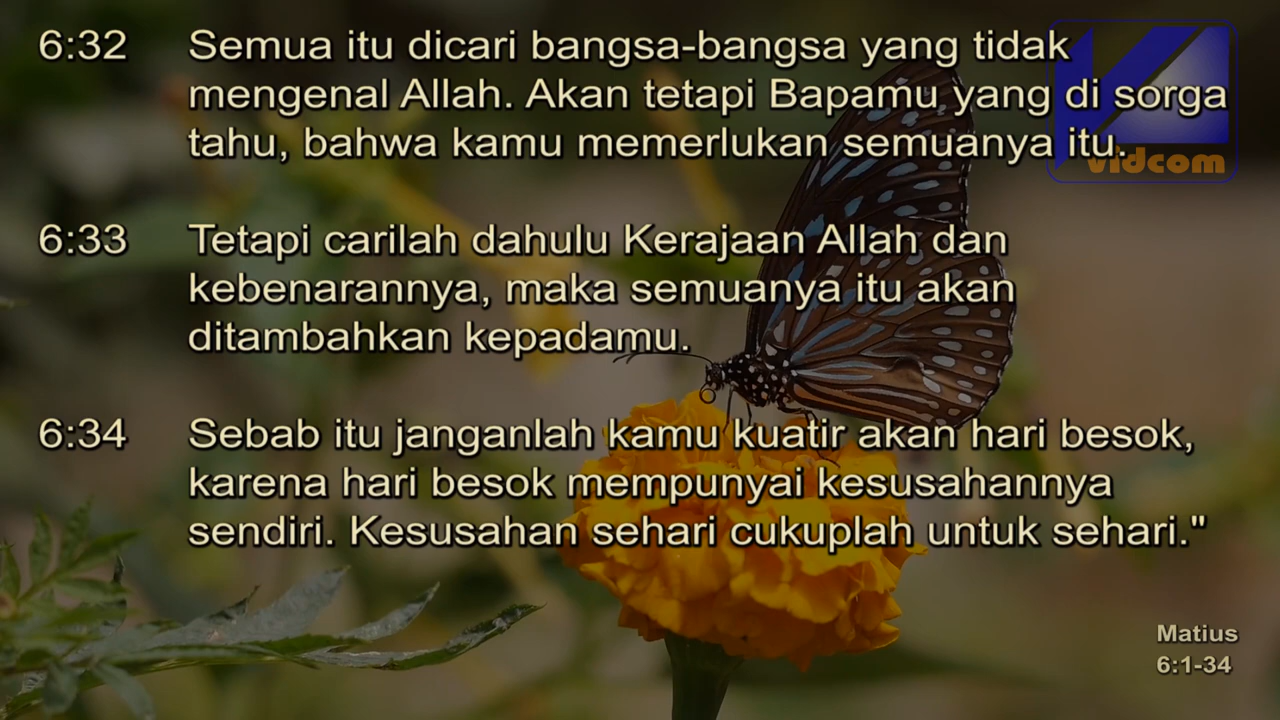 6:32 Semua itu dicari bangsa-bangsa yang tidak
mengenal Allah. Akan tetapi Bapamu yang di sorga
tahu, bahwa kamu memerlukan semuanya itu.
vidcom
6:33 Tetapi carilah dahulu Kerajaan Allah dan
kebenarannya, maka semuanya itu akan
ditambahkan kepadamu.
6:34 Sebab itu janganlah kamu kuatir akan hari besok,
karena hari besok mempunyai kesusahannya
sendiri. Kesusahan sehari cukuplah untuk sehari."
Matius
6:1-34